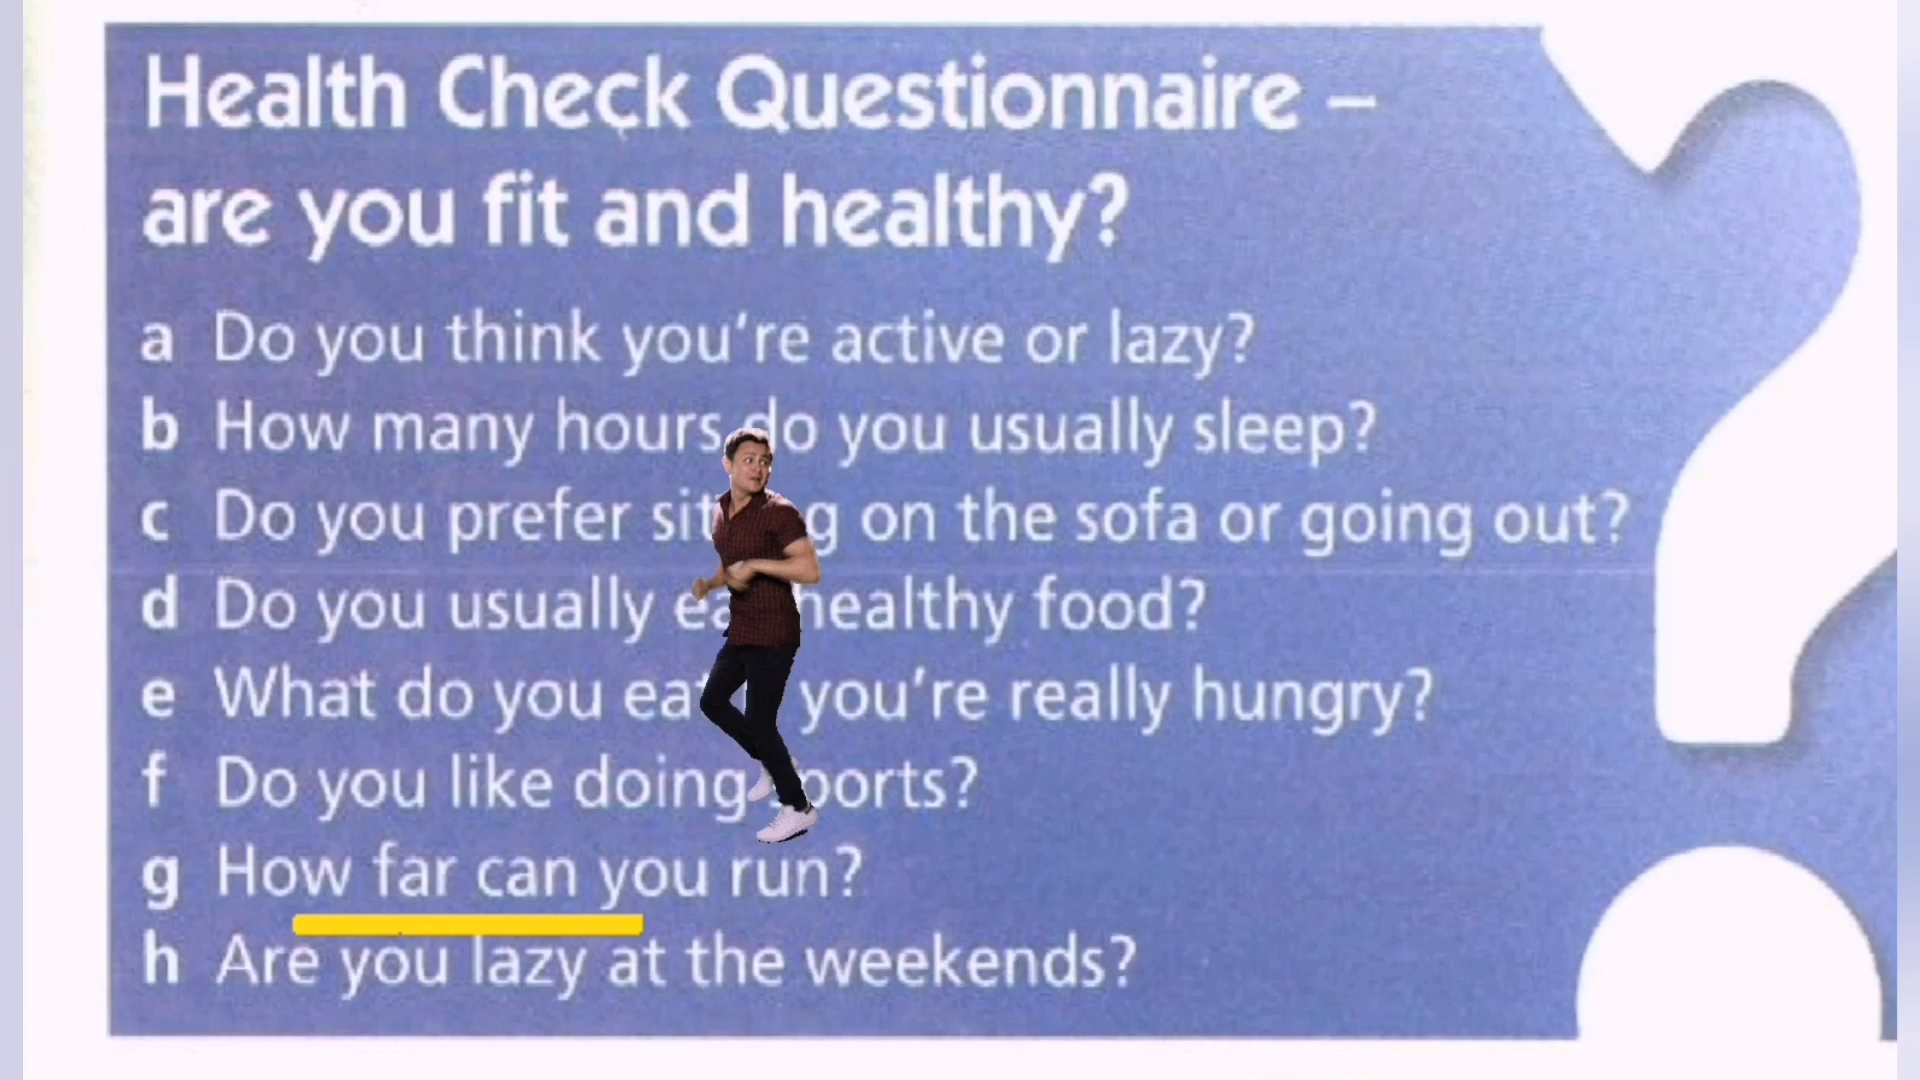 Health Check Questionnaire –
are you fit and healthy?
a Do you think you're active or lazy?
b How many hours do you usually sleep?
c Do you prefer on the sofa or going out?
d Do you usually healthy food?
e What do you you're really hungry?
f Do you like doing sports?
g How far can you run?
h Are you lazy at the weekends?